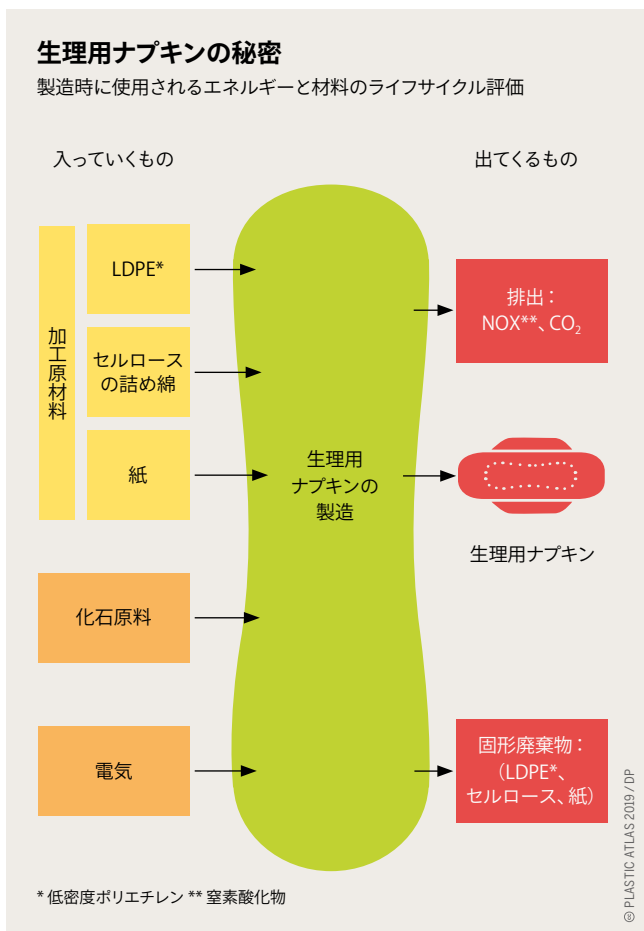 生理用ナプキンの秘密
製造時に使用されるエネルギーと材料のライフサイクル評価
入っていくもの
出てくるもの
加工原材料
LDPE*
セルロース
の詰め綿
紙
化石原料
電気
生理用
ナプキンの
製造
排出：
NOX**、CO₂
生理用ナプキン
固形廃棄物：
（LDPE*、
セルロース、紙）
* 低密度ポリエチレン ** 窒素酸化物
PLASTIC ATLAS 2019 / DP